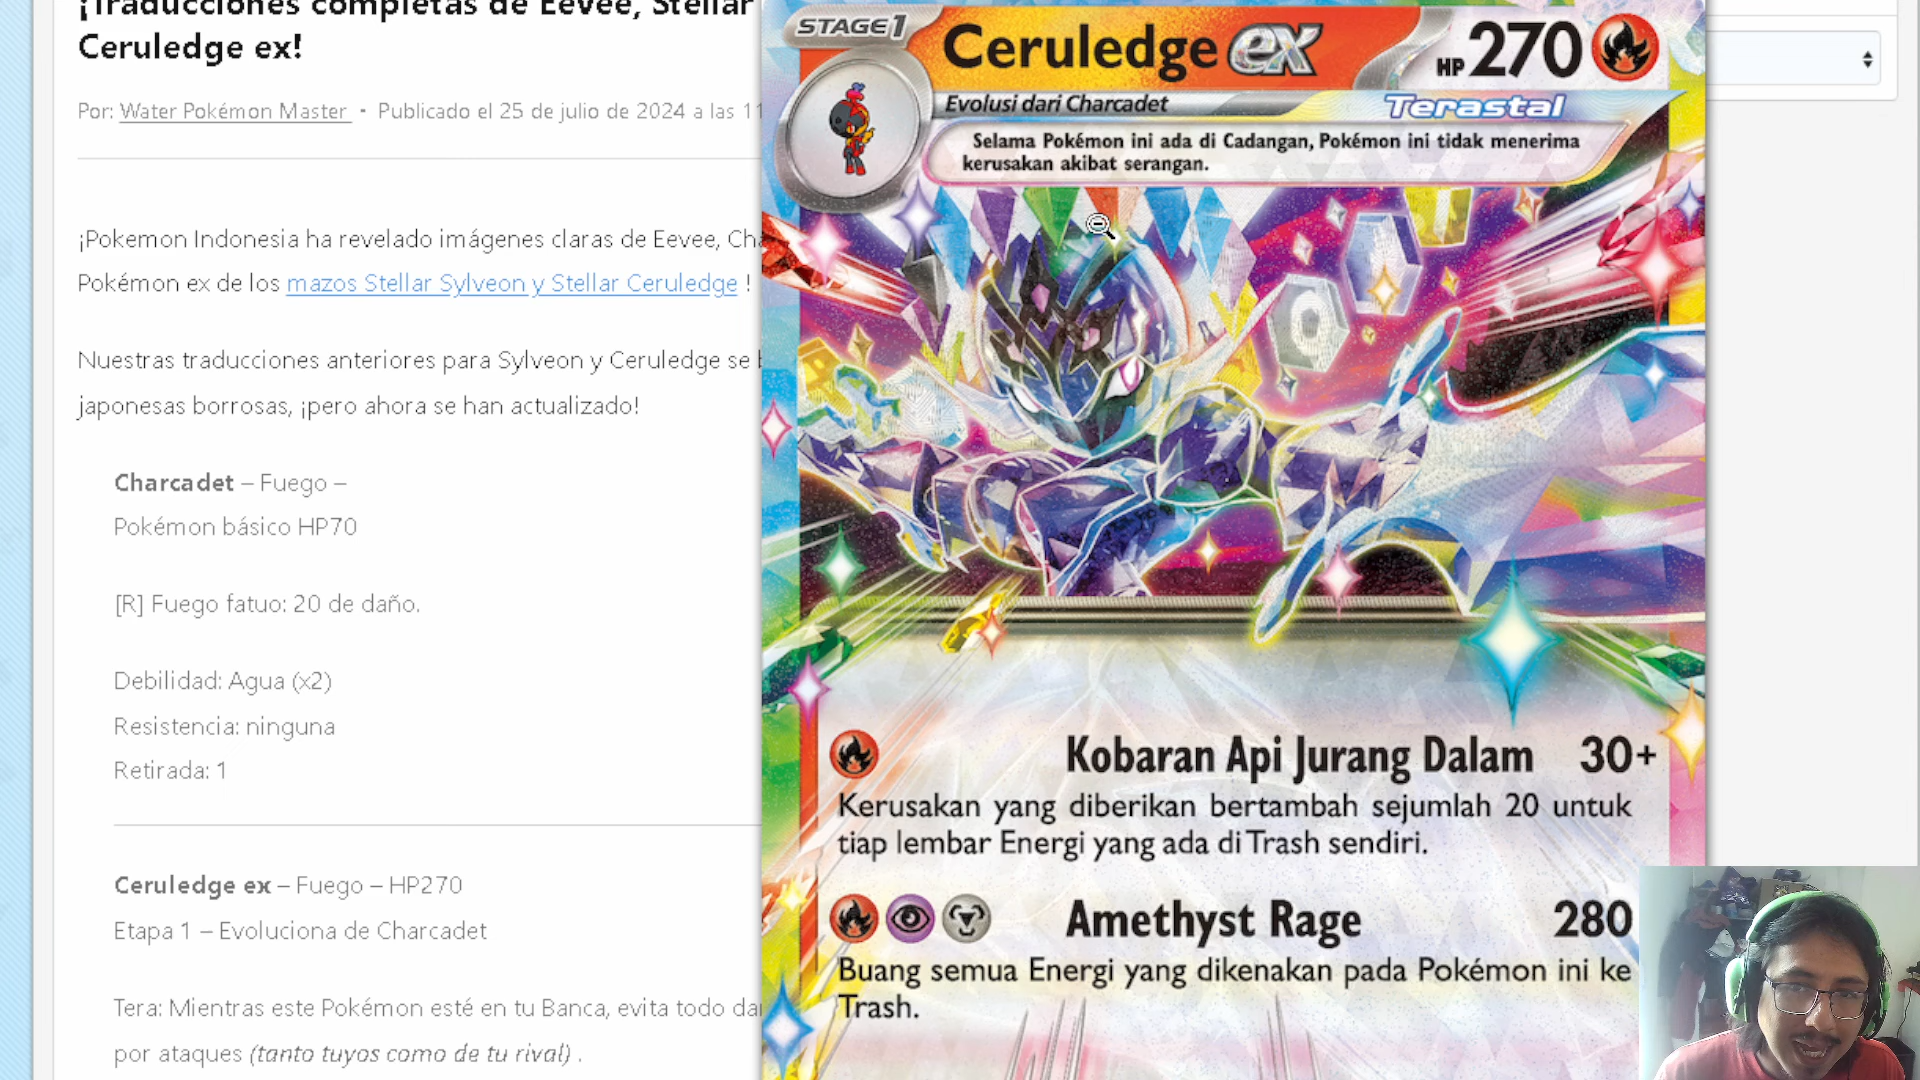 ¡Traducciones completas de Eevee, Stellar
Ceruledge ex!
Por: Water Pokémon Master • Publicado el 25 de julio de 2024 a las 11
¡Pokemon Indonesia ha revelado imágenes claras de Eevee, Cha
Pokémon ex de los mazos Stellar Sylveon y Stellar Ceruledge !
Nuestras traducciones anteriores para Sylveon y Ceruledge se
japonesas borrosas, ¡pero ahora se han actualizado!
Charcadet – Fuego –
Pokémon básico HP70
[R] Fuego fatuo: 20 de daño.
Debilidad: Agua (x2)
Resistencia: ninguna
Retirada: 1
Ceruledge ex – Fuego – HP270
Etapa 1 – Evoluciona de Charcadet
Tera: Mientras este Pokémon esté en tu Banca, evita todo da
por ataques (tanto tuyos como de tu rival) .
STAGE 1
Ceruledge ex HP 270
Evolusi dari Charcadet
Terastal
Selama Pokémon ini ada di Cadangan, Pokémon ini tidak menerima
kerusakan akibat serangan.
Kobaran Api Jurang Dalam 30+
Kerusakan yang diberikan bertambah sejumlah 20 untuk
tiap lembar Energi yang ada di Trash sendiri.
Amethyst Rage 280
Buang semua Energi yang dikenakan pada Pokémon ini ke
Trash.